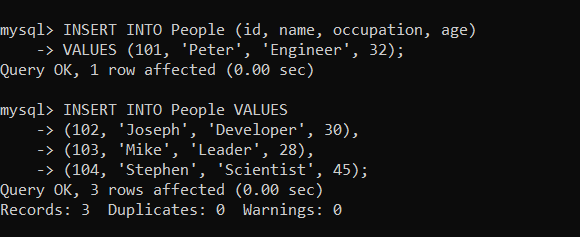 mysql> INSERT INTO People (id, name, occupation, age)
    -> VALUES (101, 'Peter', 'Engineer', 32);
Query OK, 1 row affected (0.00 sec)
mysql> INSERT INTO People VALUES
    -> (102, 'Joseph', 'Developer', 30),
    -> (103, 'Mike', 'Leader', 28),
    -> (104, 'Stephen', 'Scientist', 45);
Query OK, 3 rows affected (0.00 sec)
Records: 3  Duplicates: 0  Warnings: 0